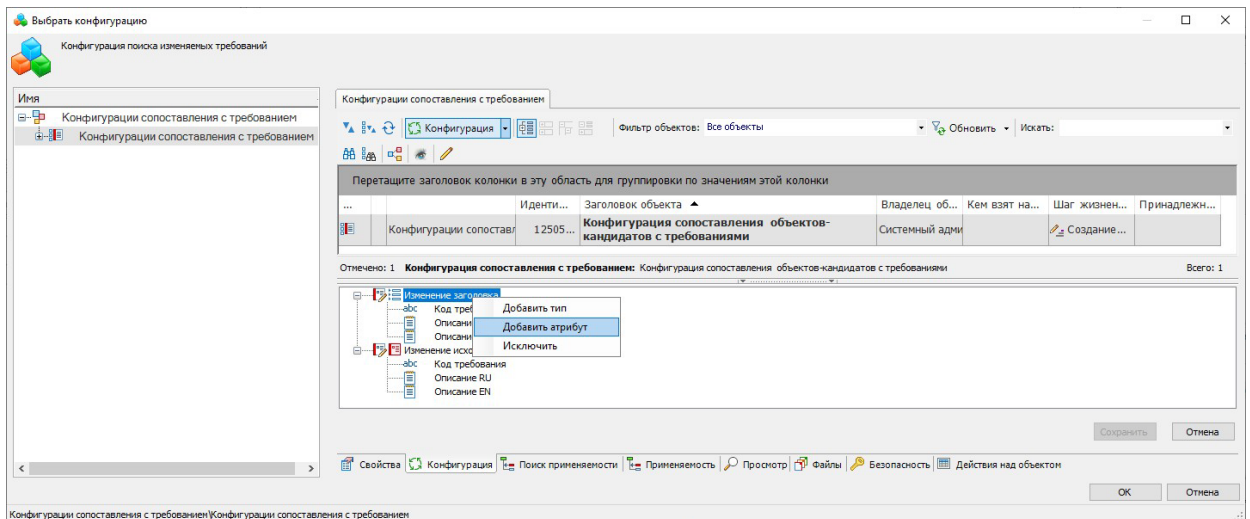 Выбрать конфигурацию
Конфигурация поиска изменяемых требований
Имя
Конфигурации сопоставления с требованием
Конфигурации сопоставления с требованием
Конфигурации сопоставления с требованием
Конфигурация Фильтр объектов: Все объекты Обновить Искать:
Перетащите заголовок колонки в эту область для группировки по значениям этой колонки
... Иденти... Заголовок объекта Владелец об... Кем взят на... Шаг жизнен... Принадлежн...
Конфигурации сопоставл 12505... Конфигурация сопоставления объектов-
кандидатов с требованиями Системный адми Создание...
Отмечено: 1 Конфигурация сопоставления с требованием: Конфигурация сопоставления объектов-кандидатов с требованиями Всего: 1
Изменение заголовка
abc Код треб Добавить тип
Описани Добавить атрибут
Описани
Изменение исхо Исключить
abc Код требования
Описание RU
Описание EN
Сохранить Отмена
Свойства Конфигурация Поиск применяемости Применяемость Просмотр Файлы Безопасность Действия над объектом
OK Отмена
Конфигурации сопоставления с требованием\Конфигурации сопоставления с требованием